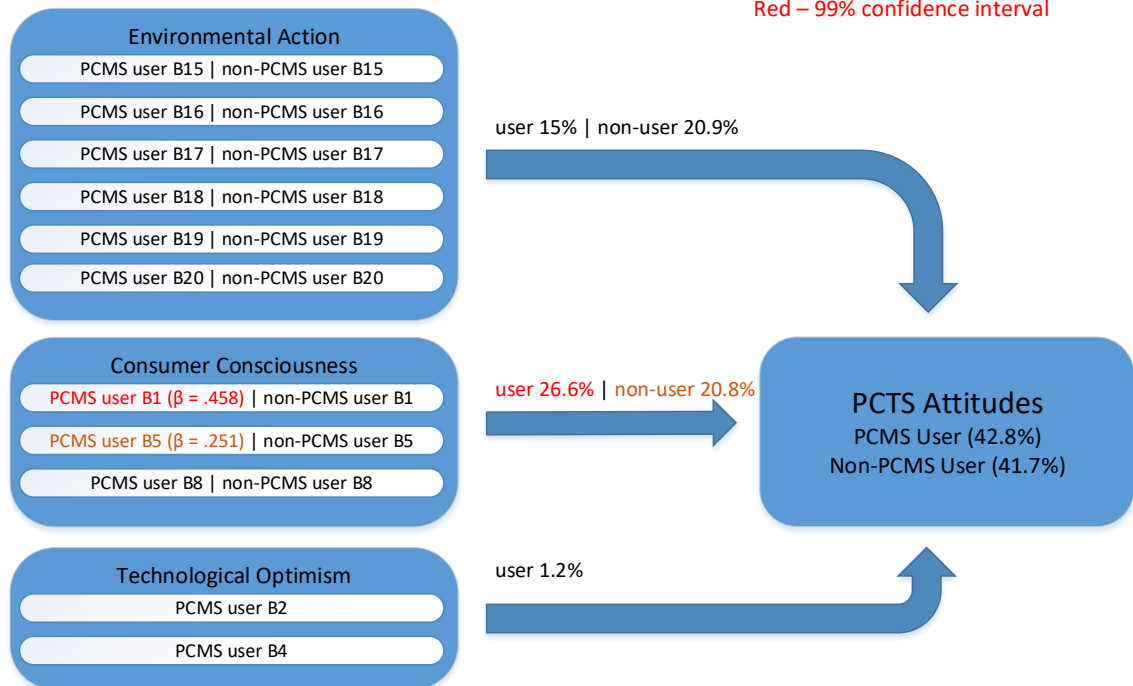 Red – 99% confidence interval
Environmental Action
PCMS user B15 | non-PCMS user B15
PCMS user B16 | non-PCMS user B16
PCMS user B17 | non-PCMS user B17
PCMS user B18 | non-PCMS user B18
PCMS user B19 | non-PCMS user B19
PCMS user B20 | non-PCMS user B20
user 15% | non-user 20.9%
Consumer Consciousness
PCMS user B1 (β = .458) | non-PCMS user B1
PCMS user B5 (β = .251) | non-PCMS user B5
PCMS user B8 | non-PCMS user B8
user 26.6% | non-user 20.8%
PCTS Attitudes
PCMS User (42.8%)
Non-PCMS User (41.7%)
Technological Optimism
PCMS user B2
PCMS user B4
user 1.2%